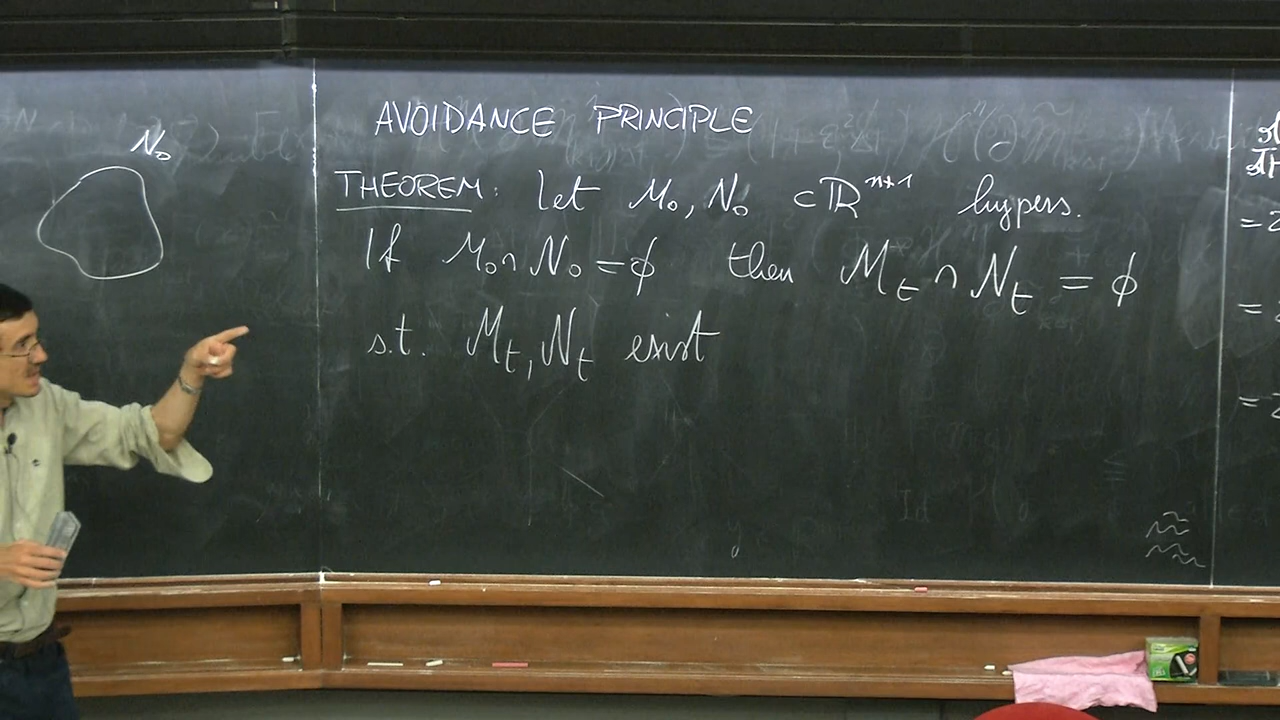 N₀
AVOIDANCE PRINCIPLE
THEOREM: Let M₀, N₀ ⊂ ℝⁿ⁺¹ hypers.
If M₀ ∩ N₀ = ϕ then M_t ∩ N_t = ϕ
s.t. M_t, N_t exist